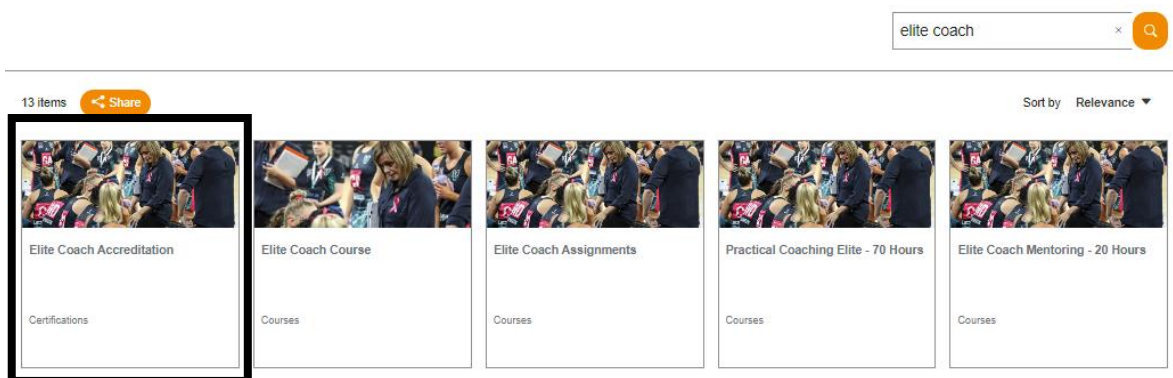 elite coach ×
13 items Share Sort by Relevance
Elite Coach Accreditation
Certifications
Elite Coach Course
Courses
Elite Coach Assignments
Courses
Practical Coaching Elite - 70 Hours
Courses
Elite Coach Mentoring - 20 Hours
Courses